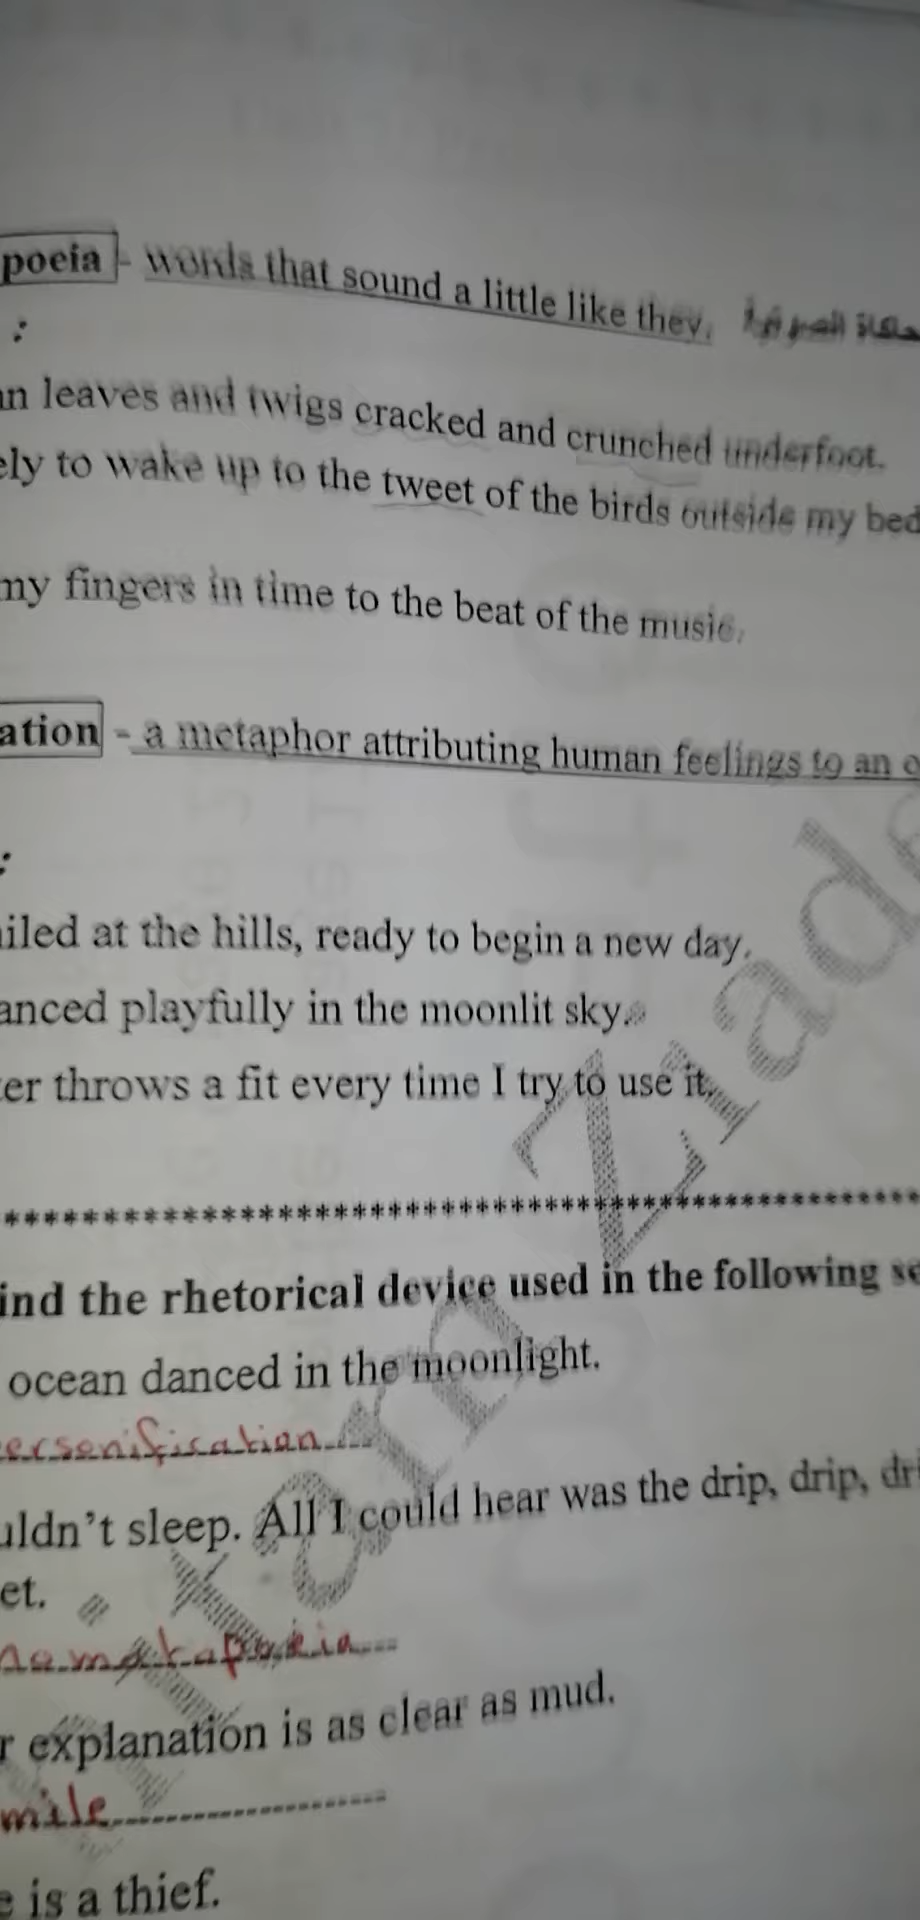 poeia - words that sound a little like they.
:
an leaves and twigs cracked and crunched underfoot.
ely to wake up to the tweet of the birds outside my bed
my fingers in time to the beat of the music.
ation - a metaphor attributing human feelings to an o
:
iled at the hills, ready to begin a new day.
anced playfully in the moonlit sky.
er throws a fit every time I try to use it.
************************************************
ind the rhetorical device used in the following se
ocean danced in the moonlight.
ersonification
uldn't sleep. All I could hear was the drip, drip, dri
et.
explanation is as clear as mud.
mile
e is a thief.
Ziad